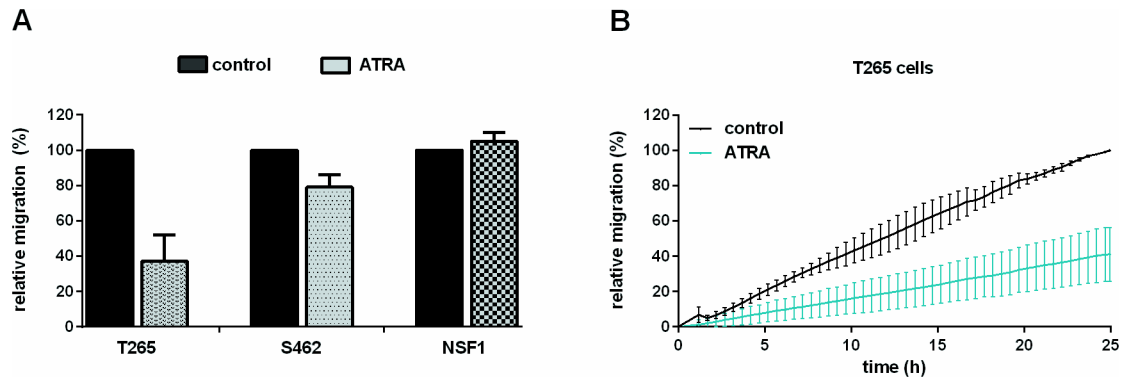 A
control ATRA
relative migration (%)
120
100
80
60
40
20
0
T265 S462 NSF1
B
T265 cells
control
ATRA
relative migration (%)
120
100
80
60
40
20
0
0 5 10 15 20 25
time (h)